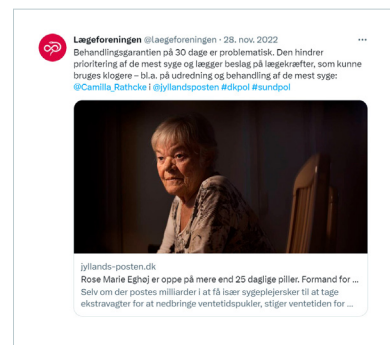 Lægeforeningen @laegeforeningen · 28. nov. 2022
Behandlingsgarantien på 30 dage er problematisk. Den hindrer
prioritering af de mest syge og lægger beslag på lægekræfter, som kunne
bruges klogere – bl.a. på udredning og behandling af de mest syge:
@Camilla_Rathcke i @jyllandsposten #dkpol #sundpol
jyllands-posten.dk
Rose Marie Eghøj er oppe på mere end 25 daglige piller. Formand for ...
Selv om der postes milliarder i at få især sygeplejersker til at tage
ekstravagter for at nedbringe ventetidspukler, stiger ventetiden for ...